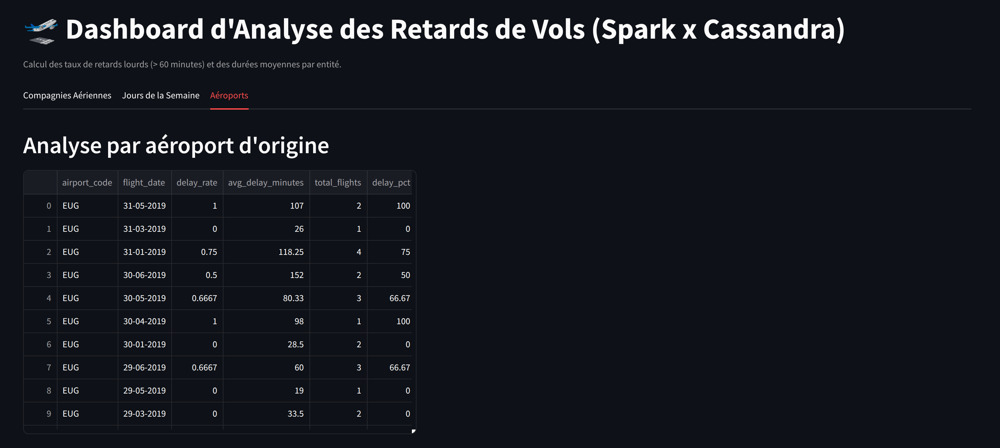 Dashboard d'Analyse des Retards de Vols (Spark x Cassandra)
Calcul des taux de retards lourds (> 60 minutes) et des durées moyennes par entité.
Compagnies Aériennes Jours de la Semaine Aéroports
Analyse par aéroport d'origine
airport_code flight_date delay_rate avg_delay_minutes total_flights delay_pct
0 EUG 31-05-2019 1 107 2 100
1 EUG 31-03-2019 0 26 1 0
2 EUG 31-01-2019 0.75 118.25 4 75
3 EUG 30-06-2019 0.5 152 2 50
4 EUG 30-05-2019 0.6667 80.33 3 66.67
5 EUG 30-04-2019 1 98 1 100
6 EUG 30-01-2019 0 28.5 2 0
7 EUG 29-06-2019 0.6667 60 3 66.67
8 EUG 29-05-2019 0 19 1 0
9 EUG 29-03-2019 0 33.5 2 0